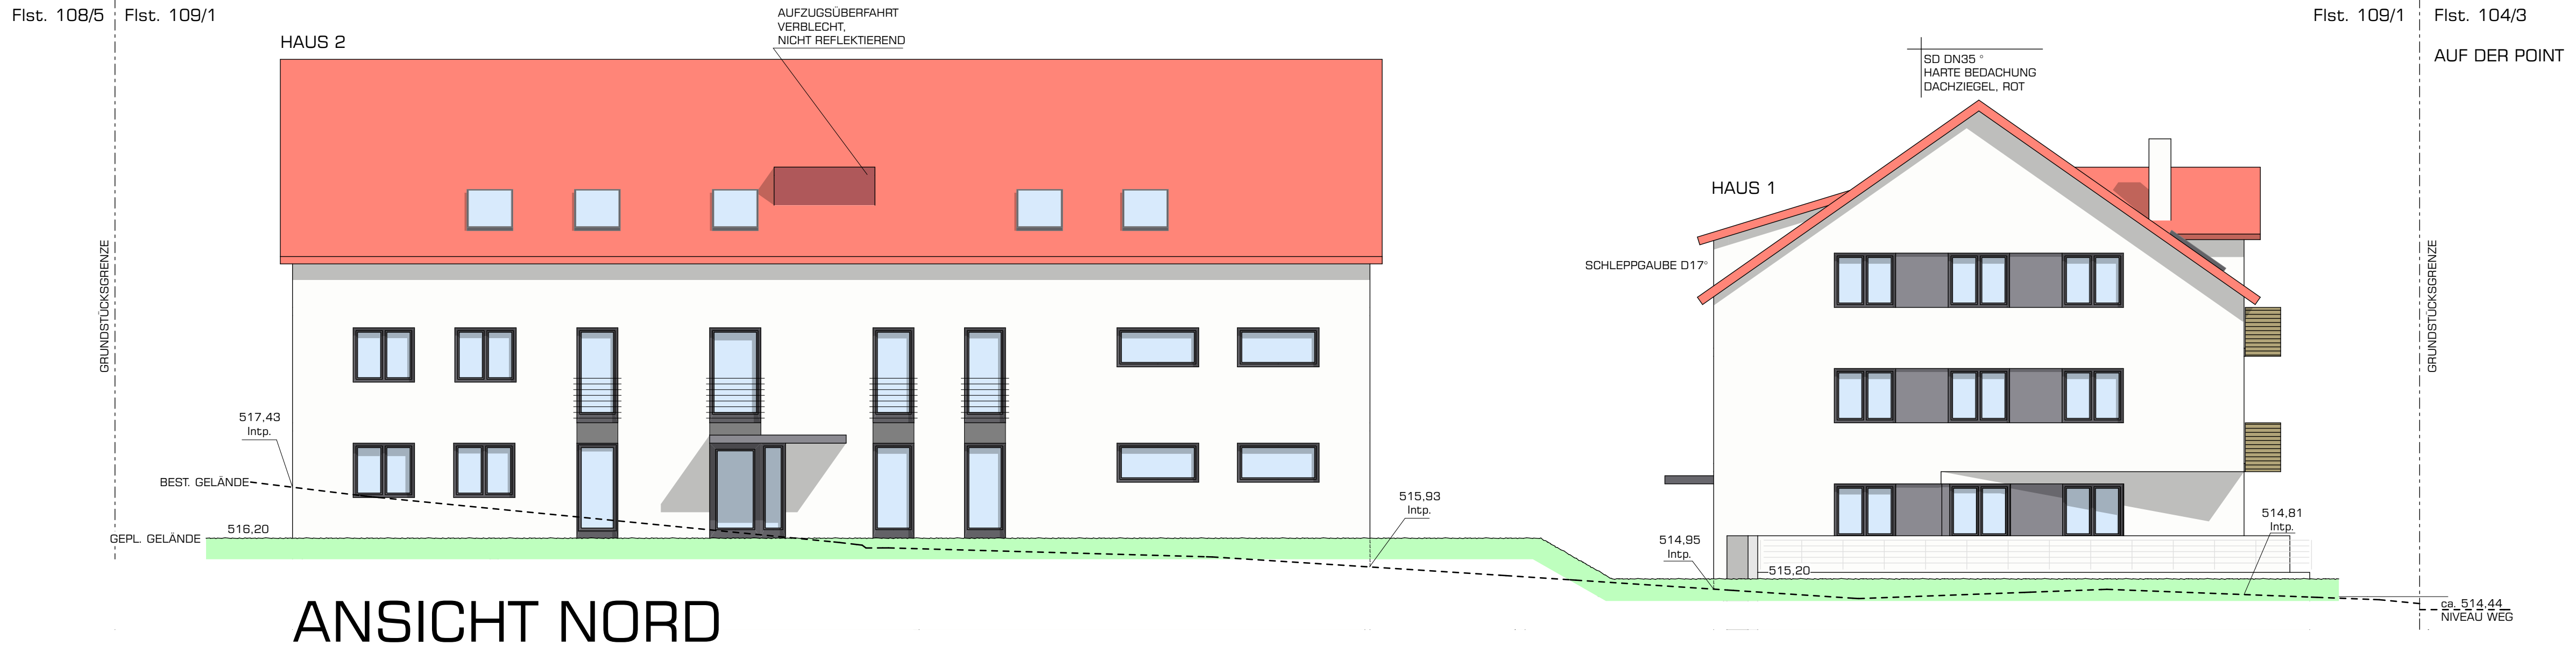 Flst. 108/5
Flst. 109/1
HAUS 2
AUFZUGSÜBERFAHRT
VERBLECHT,
NICHT REFLEKTIEREND
SD DN35 °
HARTE BEDACHUNG
DACHZIEGEL, ROT
Flst. 109/1
Flst. 104/3
AUF DER POINT
HAUS 1
SCHLEPPGAUBE D17°
GRUNDSTÜCKSGRENZE
GRUNDSTÜCKSGRENZE
517,43
Intp.
BEST. GELÄNDE
516,20
GEPL. GELÄNDE
515,93
Intp.
514,95
Intp.
515,20
514,81
Intp.
ca. 514,44
NIVEAU WEG
ANSICHT NORD